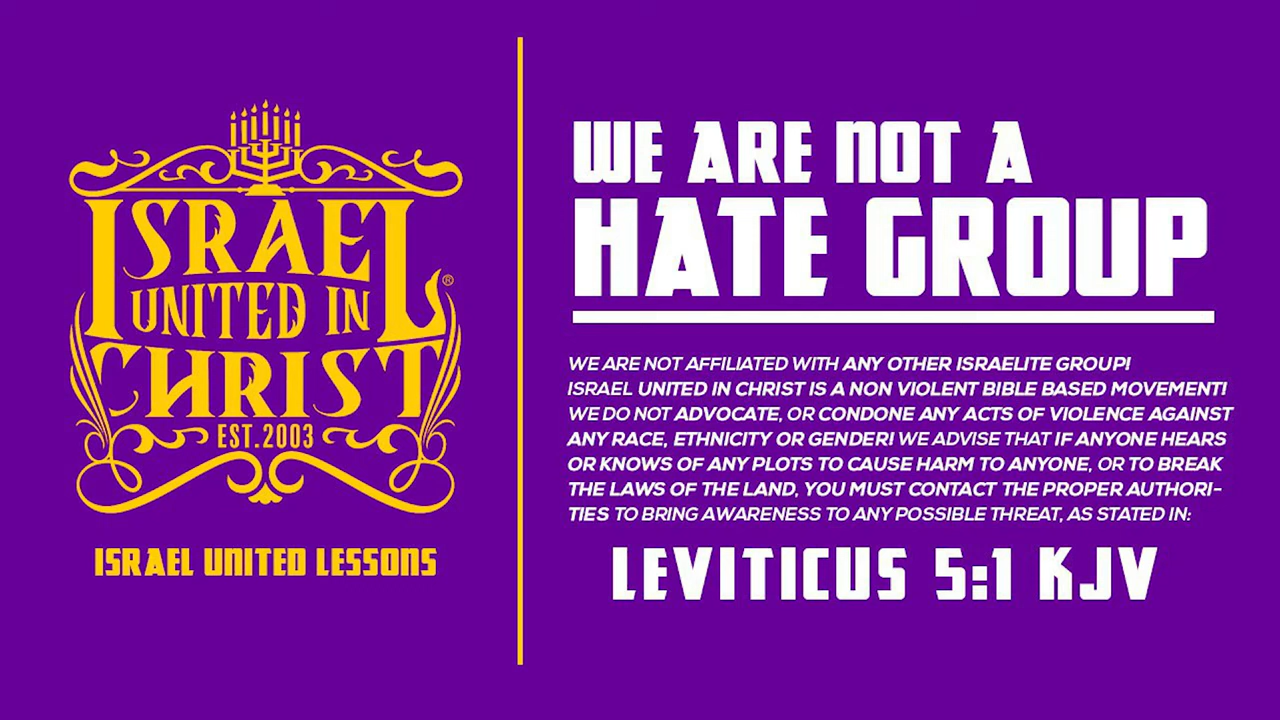 ISRAEL
UNITED IN
CHRIST
®
EST.2003
ISRAEL UNITED LESSONS
WE ARE NOT A
HATE GROUP
WE ARE NOT AFFILIATED WITH ANY OTHER ISRAELITE GROUP!
ISRAEL UNITED IN CHRIST IS A NON VIOLENT BIBLE BASED MOVEMENT!
WE DO NOT ADVOCATE, OR CONDONE ANY ACTS OF VIOLENCE AGAINST
ANY RACE, ETHNICITY OR GENDER! WE ADVISE THAT IF ANYONE HEARS
OR KNOWS OF ANY PLOTS TO CAUSE HARM TO ANYONE, OR TO BREAK
THE LAWS OF THE LAND, YOU MUST CONTACT THE PROPER AUTHORI-
TIES TO BRING AWARENESS TO ANY POSSIBLE THREAT, AS STATED IN:
LEVITICUS 5:1 KJV